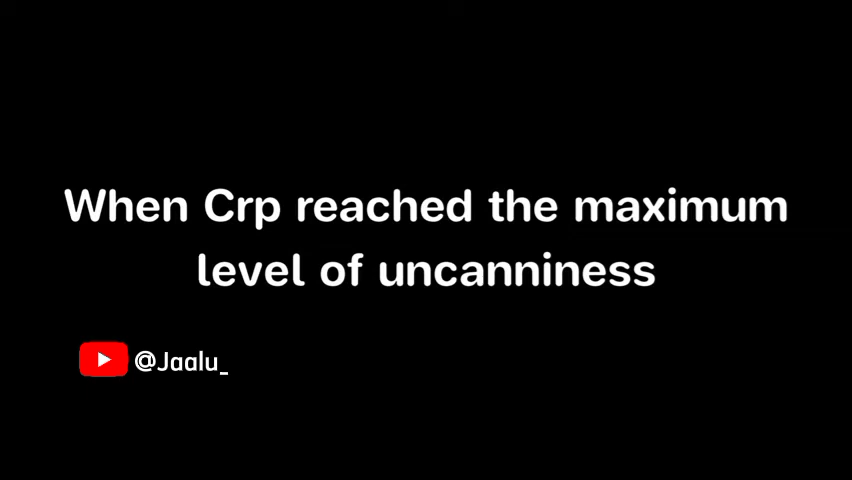 When Crp reached the maximum
level of uncanniness
@Jaalu_